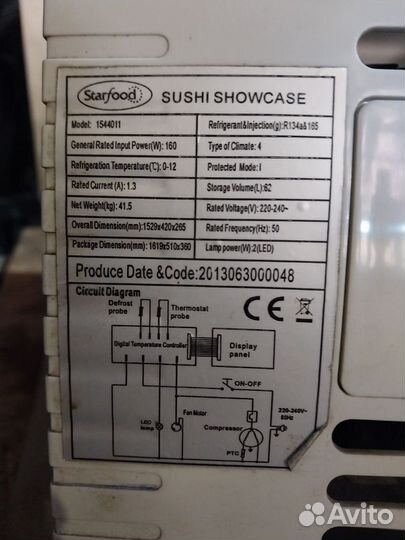 Starfood SUSHI SHOWCASE
Model: 1544011
Refrigerant&Injection(g):R134a&165
General Rated Input Power(W): 160
Type of Climate: 4
Refrigeration Temperature(℃): 0-12
Protected Mode: I
Rated Current (A): 1.3
Storage Volume(L):62
Net Weight(kg): 41.5
Rated Voltage(V): 220-240~
Overall Dimension(mm):1529x420x265
Rated Frequency(Hz): 50
Package Dimension(mm): 1619x510x360
Lamp power(W):2(LED)
Produce Date &Code:2013063000048
Circuit Diagram
Defrost probe
Thermostat probe
CE
Digital Temperature Controller
Display panel
ON-OFF
LED lamp
Fan Motor
Compressor
PTC
220-240V~
50Hz
Avito